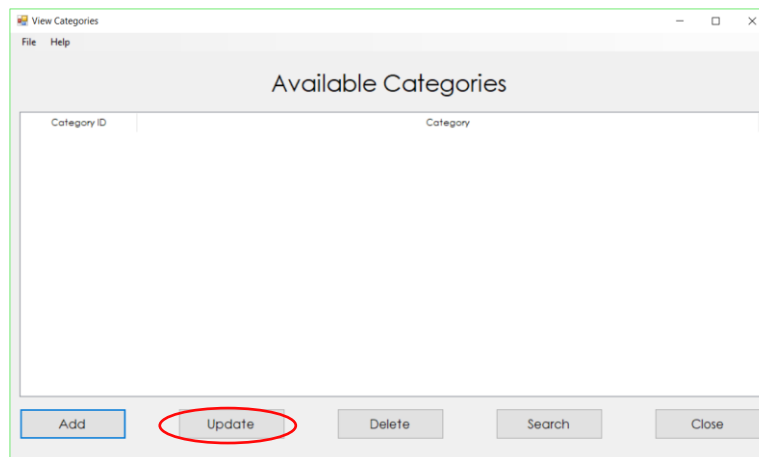 View Categories
File Help
Available Categories
Category ID Category
Add Update Delete Search Close